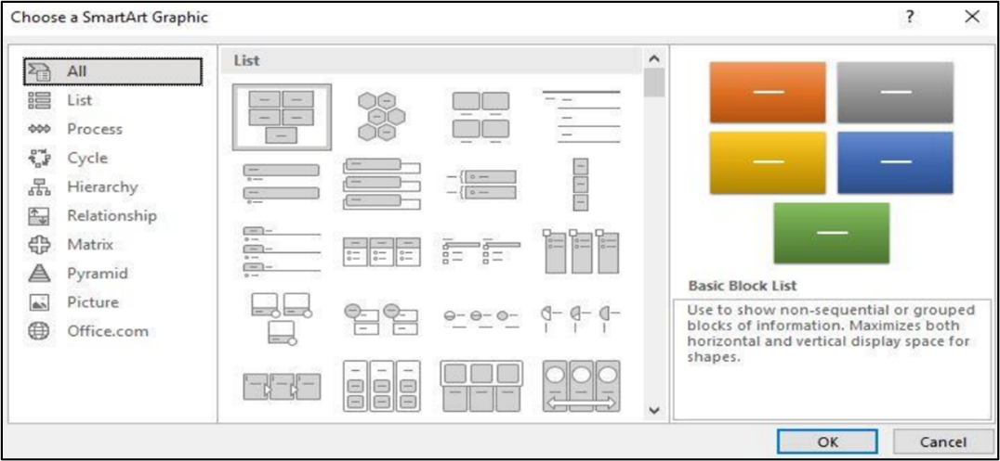 Choose a SmartArt Graphic
?
All
List
Process
Cycle
Hierarchy
Relationship
Matrix
Pyramid
Picture
Office.com
List
Basic Block List
Use to show non-sequential or grouped
blocks of information. Maximizes both
horizontal and vertical display space for
shapes.
OK
Cancel